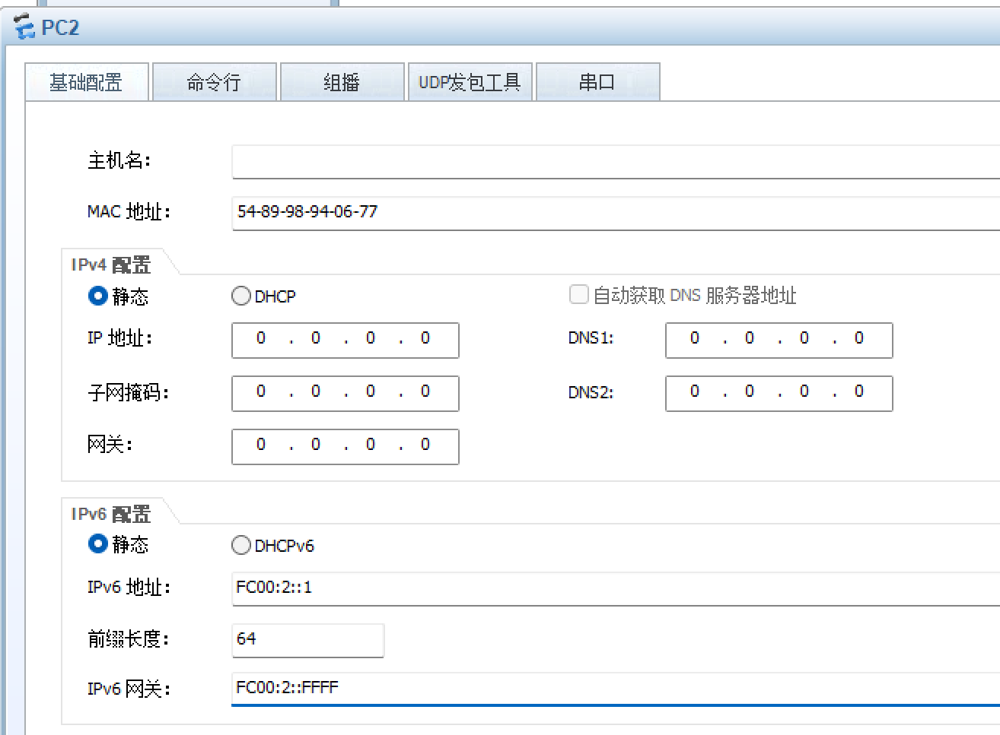 PC2
基础配置 命令行 组播 UDP发包工具 串口
主机名:
MAC 地址: 54-89-98-94-06-77
IPv4 配置
静态 DHCP 自动获取 DNS 服务器地址
IP 地址: 0 . 0 . 0 . 0 DNS1: 0 . 0 . 0 . 0
子网掩码: 0 . 0 . 0 . 0 DNS2: 0 . 0 . 0 . 0
网关: 0 . 0 . 0 . 0
IPv6 配置
静态 DHCPv6
IPv6 地址: FC00:2::1
前缀长度: 64
IPv6 网关: FC00:2::FFFF